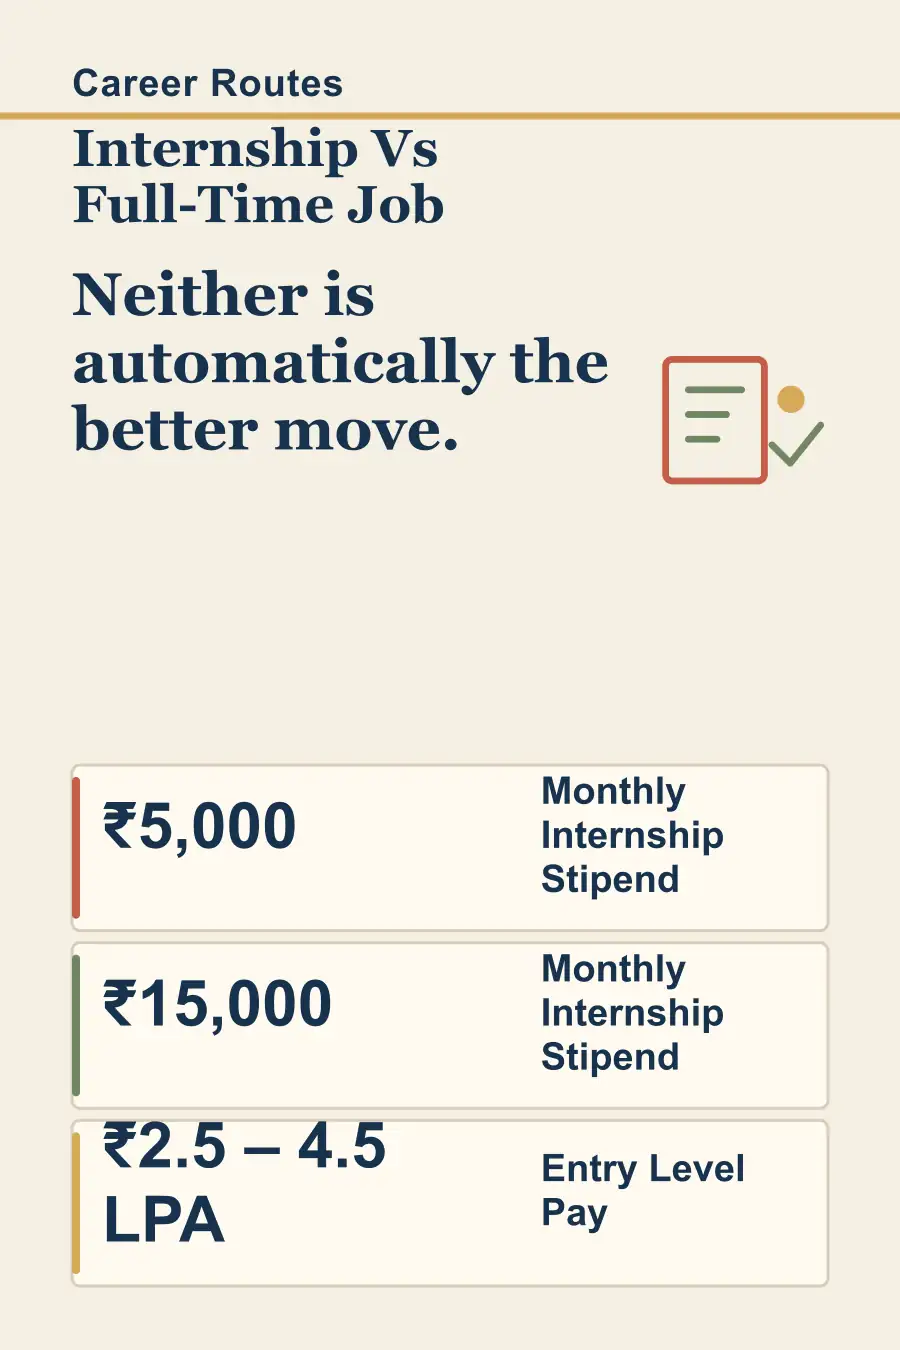 Career Routes
Internship Vs
Full-Time Job
Neither is
automatically the
better move.
₹5,000
Monthly
Internship
Stipend
₹15,000
Monthly
Internship
Stipend
₹2.5 – 4.5
LPA
Entry Level
Pay